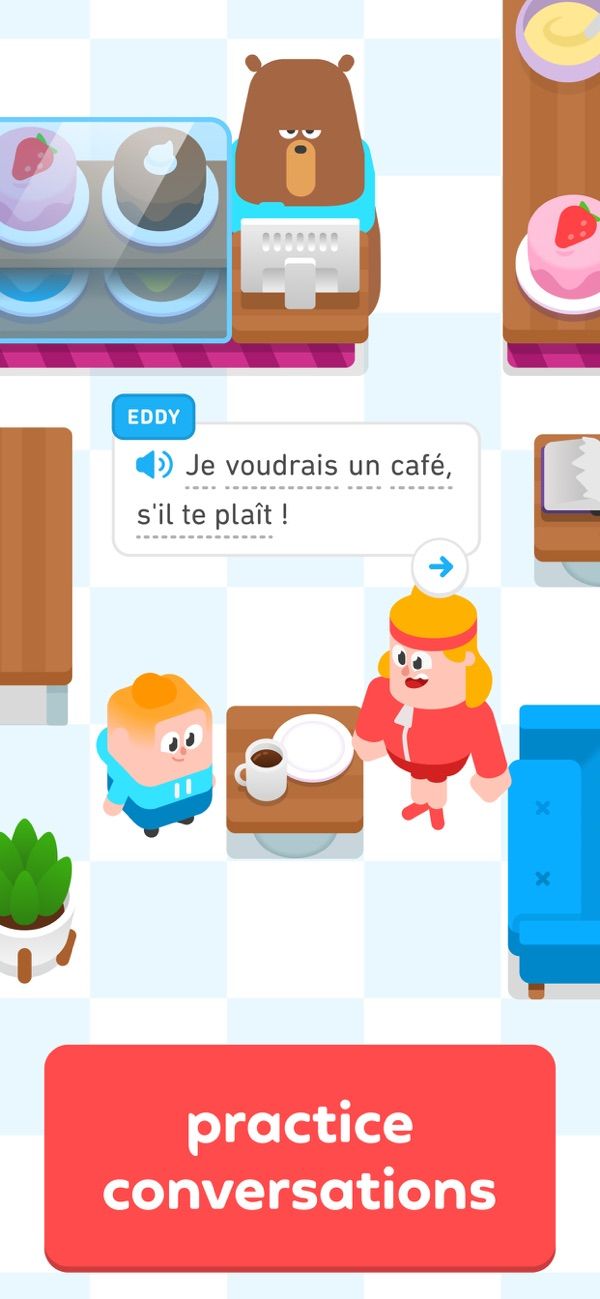 EDDY
Je voudrais un café,
s'il te plaît !
practice
conversations